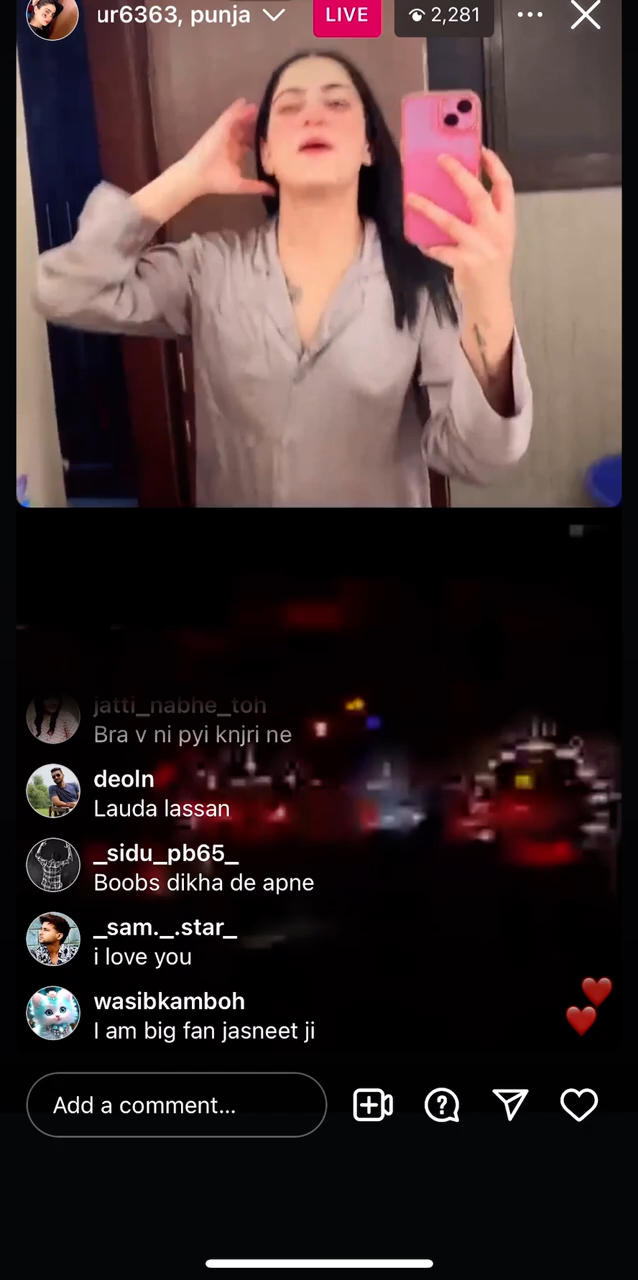 ur6363, punja
LIVE
2,281
jatti_nabhe_toh
Bra v ni pyi knjri ne
deoln
Lauda lassan
_sidu_pb65_
Boobs dikha de apne
_sam._.star_
i love you
wasibkamboh
I am big fan jasneet ji
Add a comment...